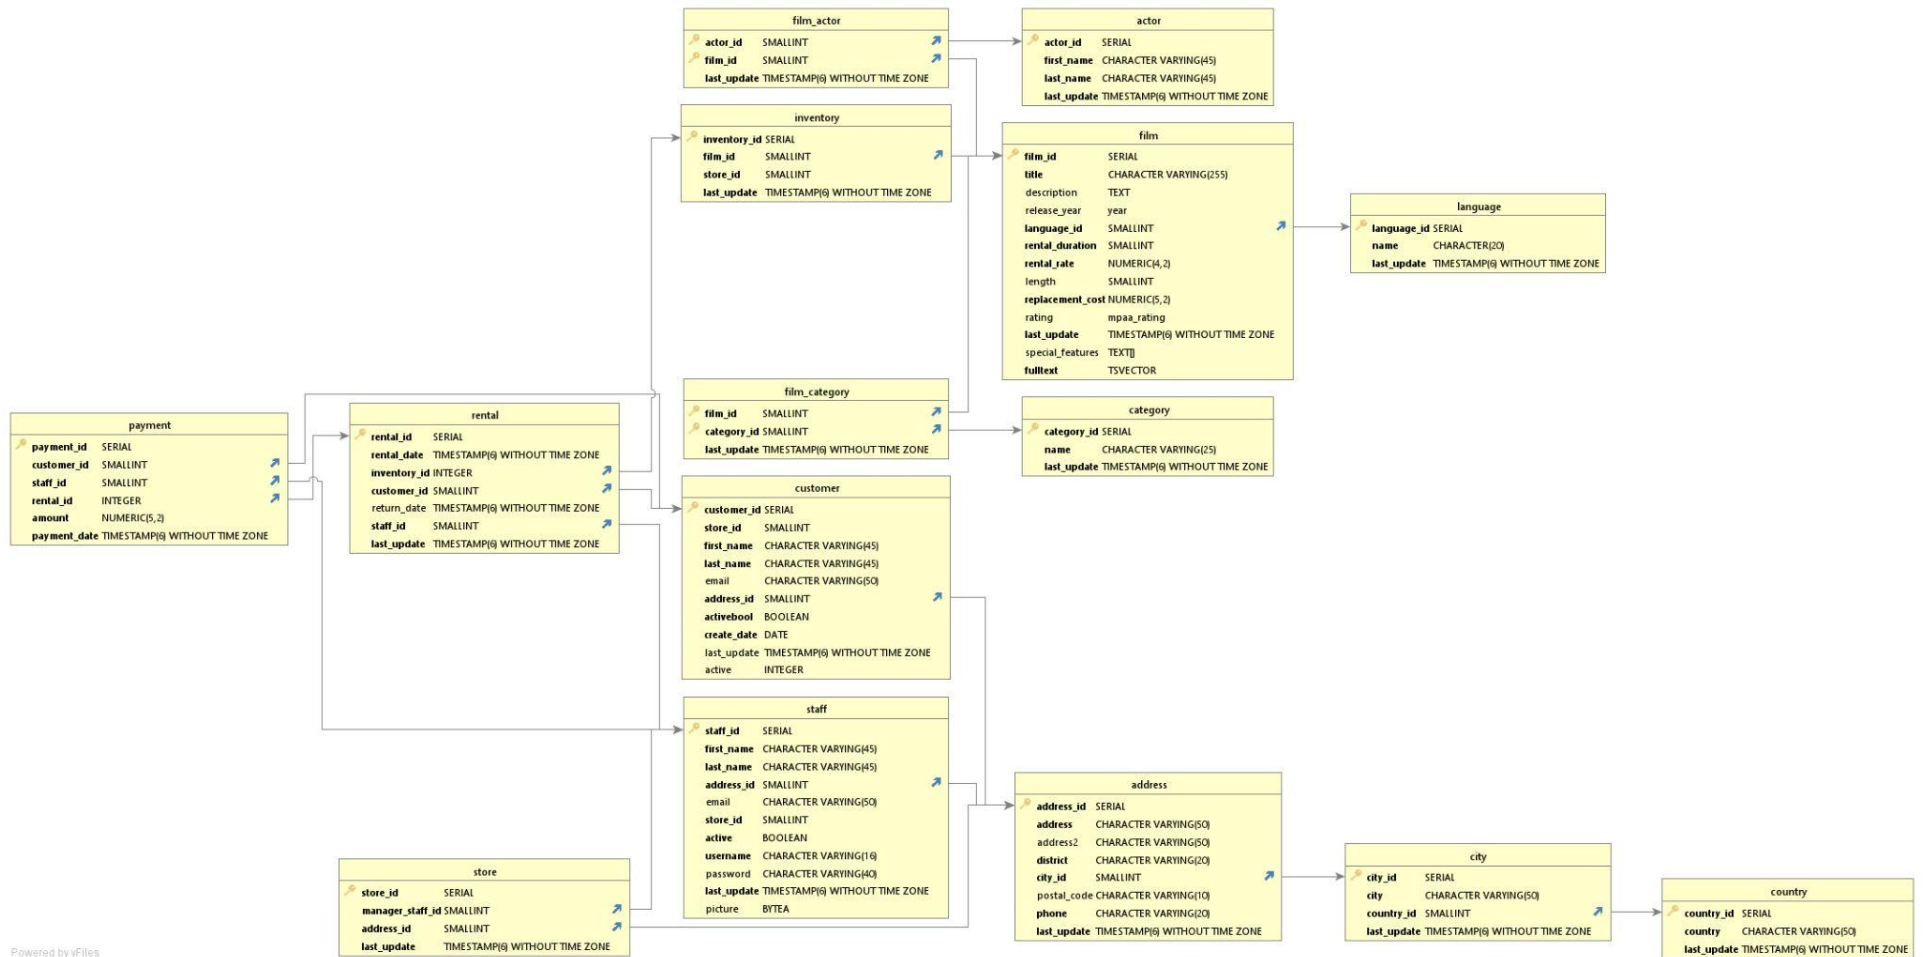 film_actor
actor_id SMALLINT
film_id SMALLINT
last_update TIMESTAMP(6) WITHOUT TIME ZONE
actor
actor_id SERIAL
first_name CHARACTER VARYING(45)
last_name CHARACTER VARYING(45)
last_update TIMESTAMP(6) WITHOUT TIME ZONE
inventory
inventory_id SERIAL
film_id SMALLINT
store_id SMALLINT
last_update TIMESTAMP(6) WITHOUT TIME ZONE
film
film_id SERIAL
title CHARACTER VARYING(255)
description TEXT
release_year year
language_id SMALLINT
rental_duration SMALLINT
rental_rate NUMERIC(4,2)
length SMALLINT
replacement_cost NUMERIC(5,2)
rating mpaa_rating
last_update TIMESTAMP(6) WITHOUT TIME ZONE
special_features TEXT[]
fulltext TSVECTOR
language
language_id SERIAL
name CHARACTER(20)
last_update TIMESTAMP(6) WITHOUT TIME ZONE
film_category
film_id SMALLINT
category_id SMALLINT
last_update TIMESTAMP(6) WITHOUT TIME ZONE
category
category_id SERIAL
name CHARACTER VARYING(25)
last_update TIMESTAMP(6) WITHOUT TIME ZONE
payment
payment_id SERIAL
customer_id SMALLINT
staff_id SMALLINT
rental_id INTEGER
amount NUMERIC(5,2)
payment_date TIMESTAMP(6) WITHOUT TIME ZONE
rental
rental_id SERIAL
rental_date TIMESTAMP(6) WITHOUT TIME ZONE
inventory_id INTEGER
customer_id SMALLINT
return_date TIMESTAMP(6) WITHOUT TIME ZONE
staff_id SMALLINT
last_update TIMESTAMP(6) WITHOUT TIME ZONE
customer
customer_id SERIAL
store_id SMALLINT
first_name CHARACTER VARYING(45)
last_name CHARACTER VARYING(45)
email CHARACTER VARYING(50)
address_id SMALLINT
activebool BOOLEAN
create_date DATE
last_update TIMESTAMP(6) WITHOUT TIME ZONE
active INTEGER
staff
staff_id SERIAL
first_name CHARACTER VARYING(45)
last_name CHARACTER VARYING(45)
address_id SMALLINT
email CHARACTER VARYING(50)
store_id SMALLINT
active BOOLEAN
username CHARACTER VARYING(16)
password CHARACTER VARYING(40)
last_update TIMESTAMP(6) WITHOUT TIME ZONE
picture BYTEA
store
store_id SERIAL
manager_staff_id SMALLINT
address_id SMALLINT
last_update TIMESTAMP(6) WITHOUT TIME ZONE
address
address_id SERIAL
address CHARACTER VARYING(50)
address2 CHARACTER VARYING(50)
district CHARACTER VARYING(20)
city_id SMALLINT
postal_code CHARACTER VARYING(10)
phone CHARACTER VARYING(20)
last_update TIMESTAMP(6) WITHOUT TIME ZONE
city
city_id SERIAL
city CHARACTER VARYING(50)
country_id SMALLINT
last_update TIMESTAMP(6) WITHOUT TIME ZONE
country
country_id SERIAL
country CHARACTER VARYING(50)
last_update TIMESTAMP(6) WITHOUT TIME ZONE
Powered by yFiles